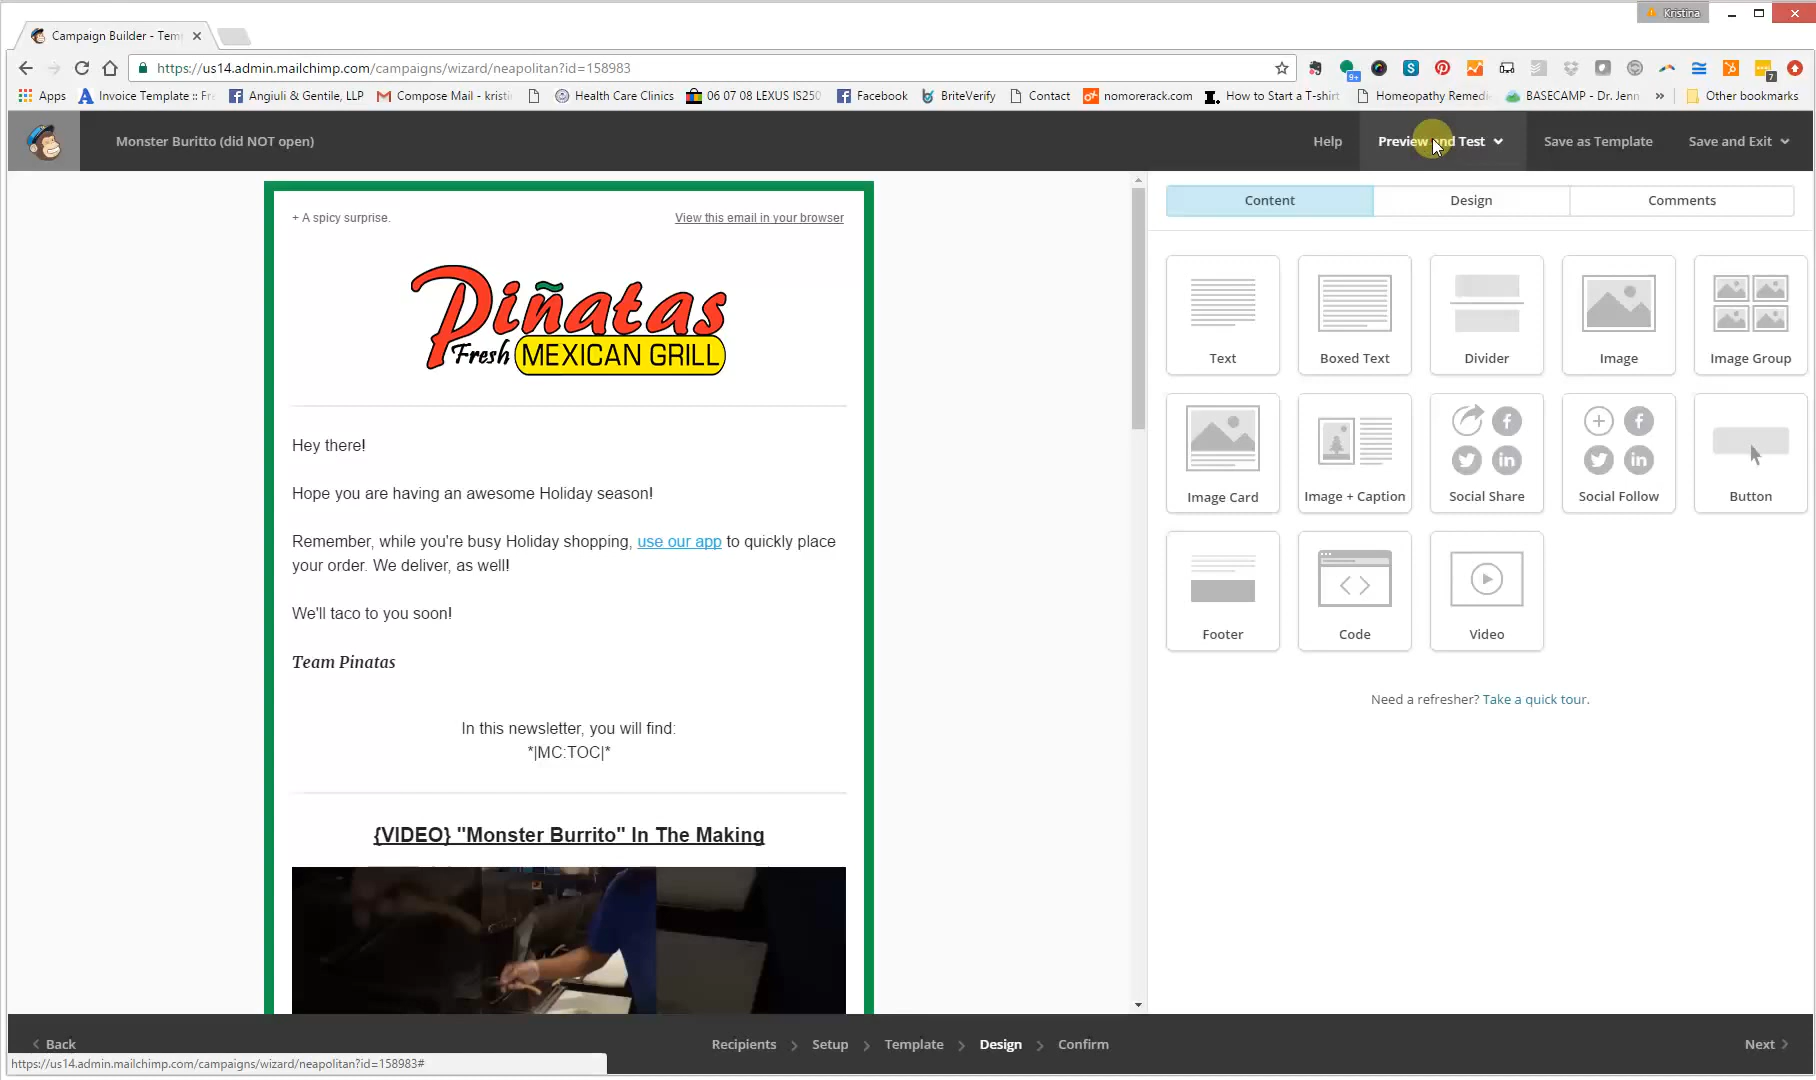 Kristina
Campaign Builder - Tem
https://us14.admin.mailchimp.com/campaigns/wizard/neapolitan?id=158983
9+
7
Apps
Invoice Template :: Fr
Angiuli & Gentile, LLP
Compose Mail - kristi
Health Care Clinics
06 07 08 LEXUS IS250
Facebook
BriteVerify
Contact
nomorerack.com
How to Start a T-shirt
Homeopathy Remedi
BASECAMP - Dr. Jenn
»
Other bookmarks
Monster Buritto (did NOT open)
Help
Preview and Test
Save as Template
Save and Exit
+ A spicy surprise.
View this email in your browser
Piñatas
Fresh MEXICAN GRILL
Hey there!
Hope you are having an awesome Holiday season!
Remember, while you're busy Holiday shopping, use our app to quickly place
your order. We deliver, as well!
We'll taco to you soon!
Team Pinatas
In this newsletter, you will find:
*|MC:TOC|*
{VIDEO} "Monster Burrito" In The Making
Content
Design
Comments
Text
Boxed Text
Divider
Image
Image Group
Image Card
Image + Caption
Social Share
Social Follow
Button
Footer
Code
Video
Need a refresher? Take a quick tour.
Back
Recipients
Setup
Template
Design
Confirm
Next
https://us14.admin.mailchimp.com/campaigns/wizard/neapolitan?id=158983#